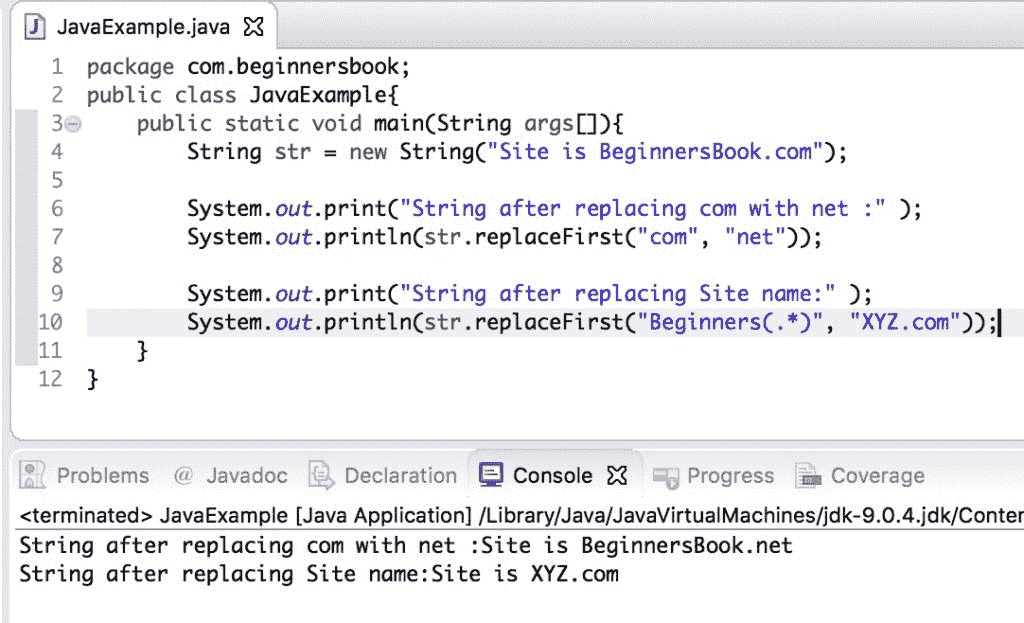 JavaExample.java
1 package com.beginnersbook;
2 public class JavaExample{
3 public static void main(String args[]){
4 String str = new String("Site is BeginnersBook.com");
5
6 System.out.print("String after replacing com with net :" );
7 System.out.println(str.replaceFirst("com", "net"));
8
9 System.out.print("String after replacing Site name:" );
10 System.out.println(str.replaceFirst("Beginners(.*)", "XYZ.com"));
11 }
12 }
Problems @ Javadoc Declaration Console Progress Coverage
<terminated> JavaExample [Java Application] /Library/Java/JavaVirtualMachines/jdk-9.0.4.jdk/Conter
String after replacing com with net :Site is BeginnersBook.net
String after replacing Site name:Site is XYZ.com